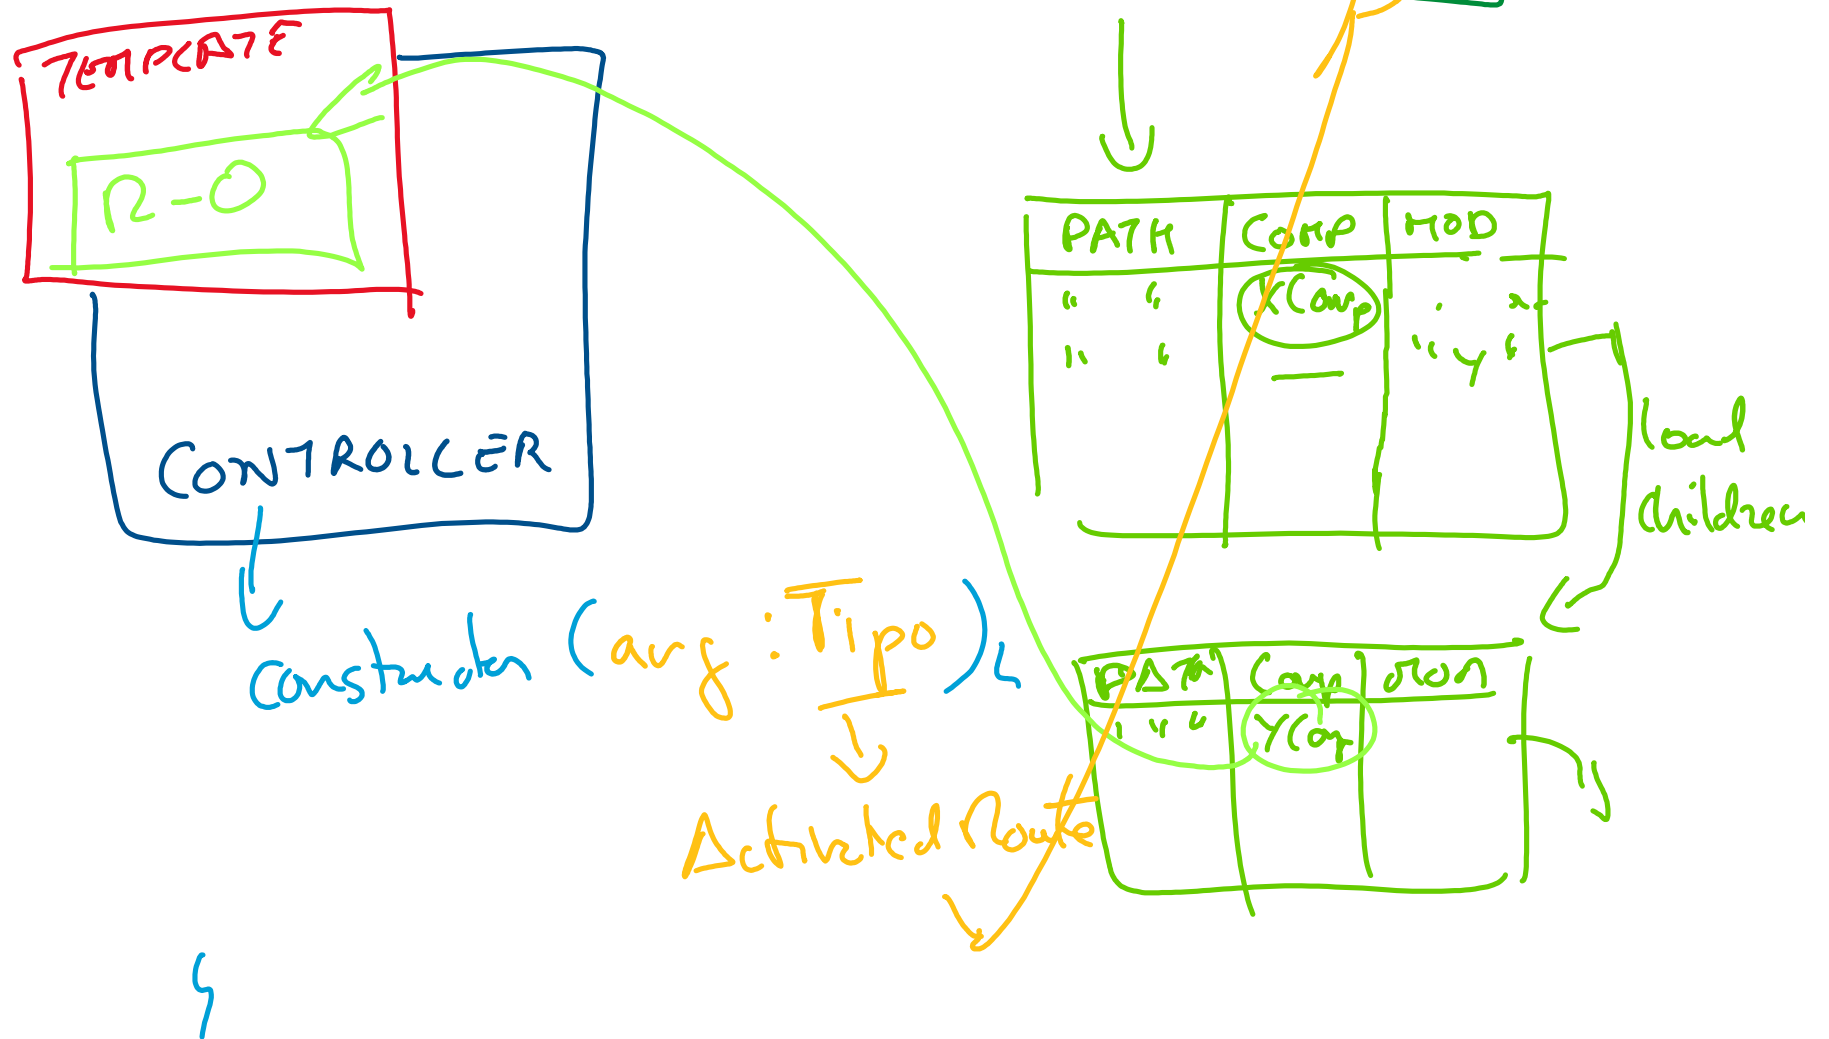 TEMPLATE
R-O
CONTROLLER
constructor (arg : Tipo) {
ActivatedRoute
}
PATH COMP MOD
" " XComp . x
" " " Y "
load
children
PATH Comp MOD
" " " YComp